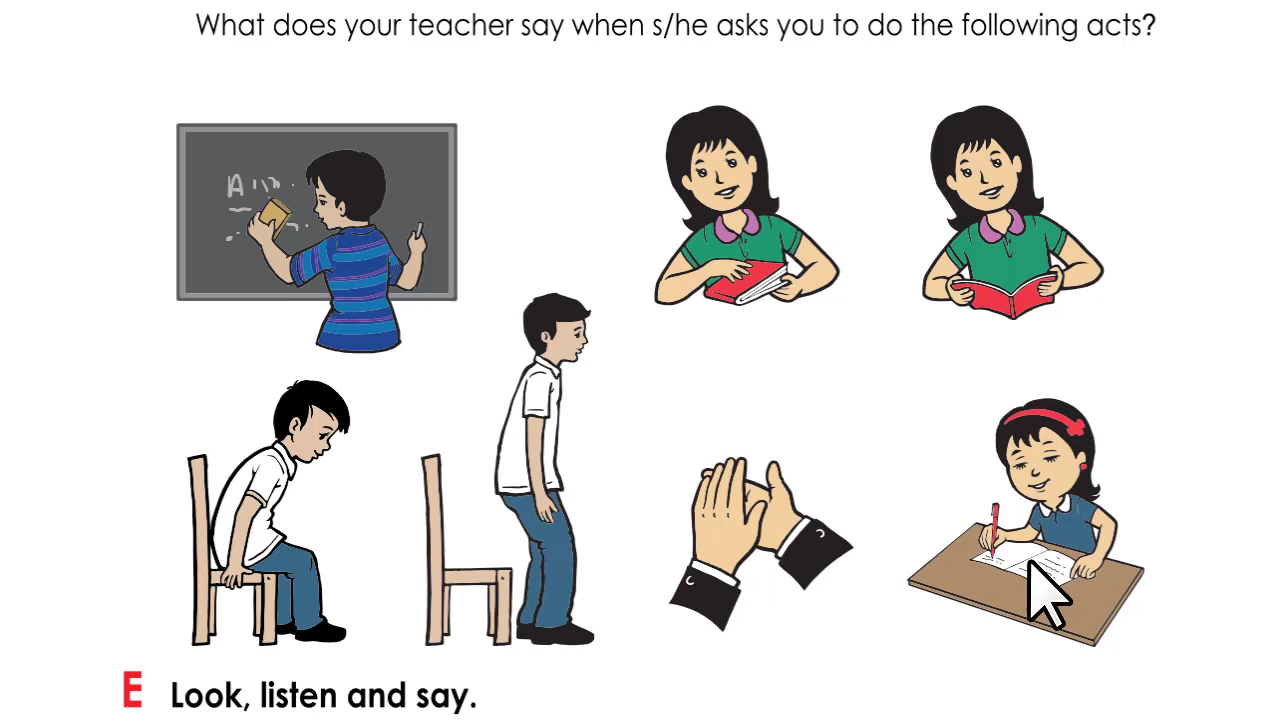 What does your teacher say when s/he asks you to do the following acts?
A
E Look, listen and say.